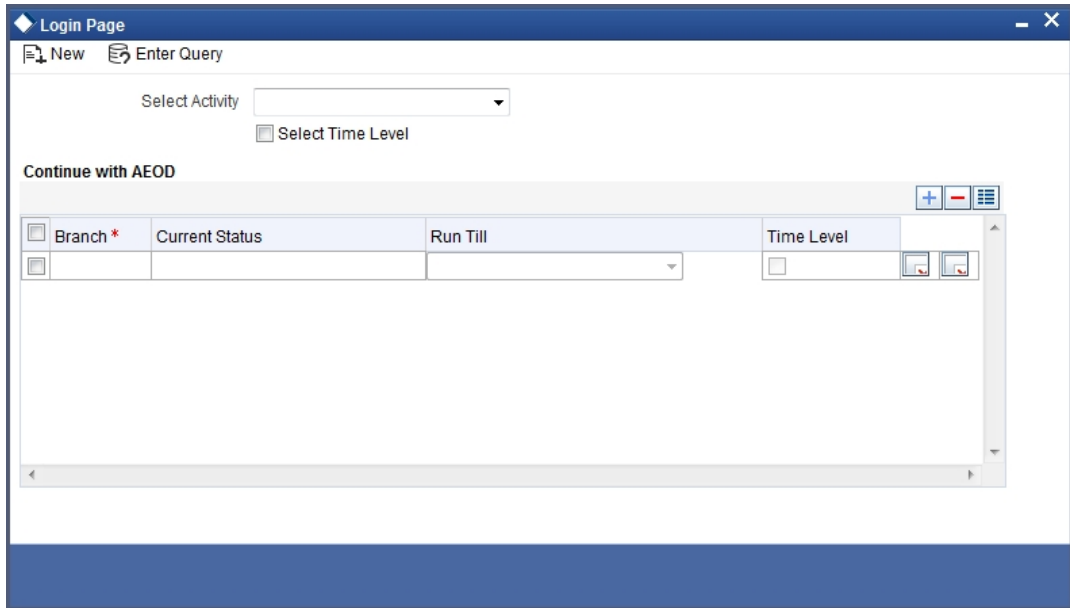 Login Page
New Enter Query
Select Activity
Select Time Level
Continue with AEOD
Branch * Current Status Run Till Time Level